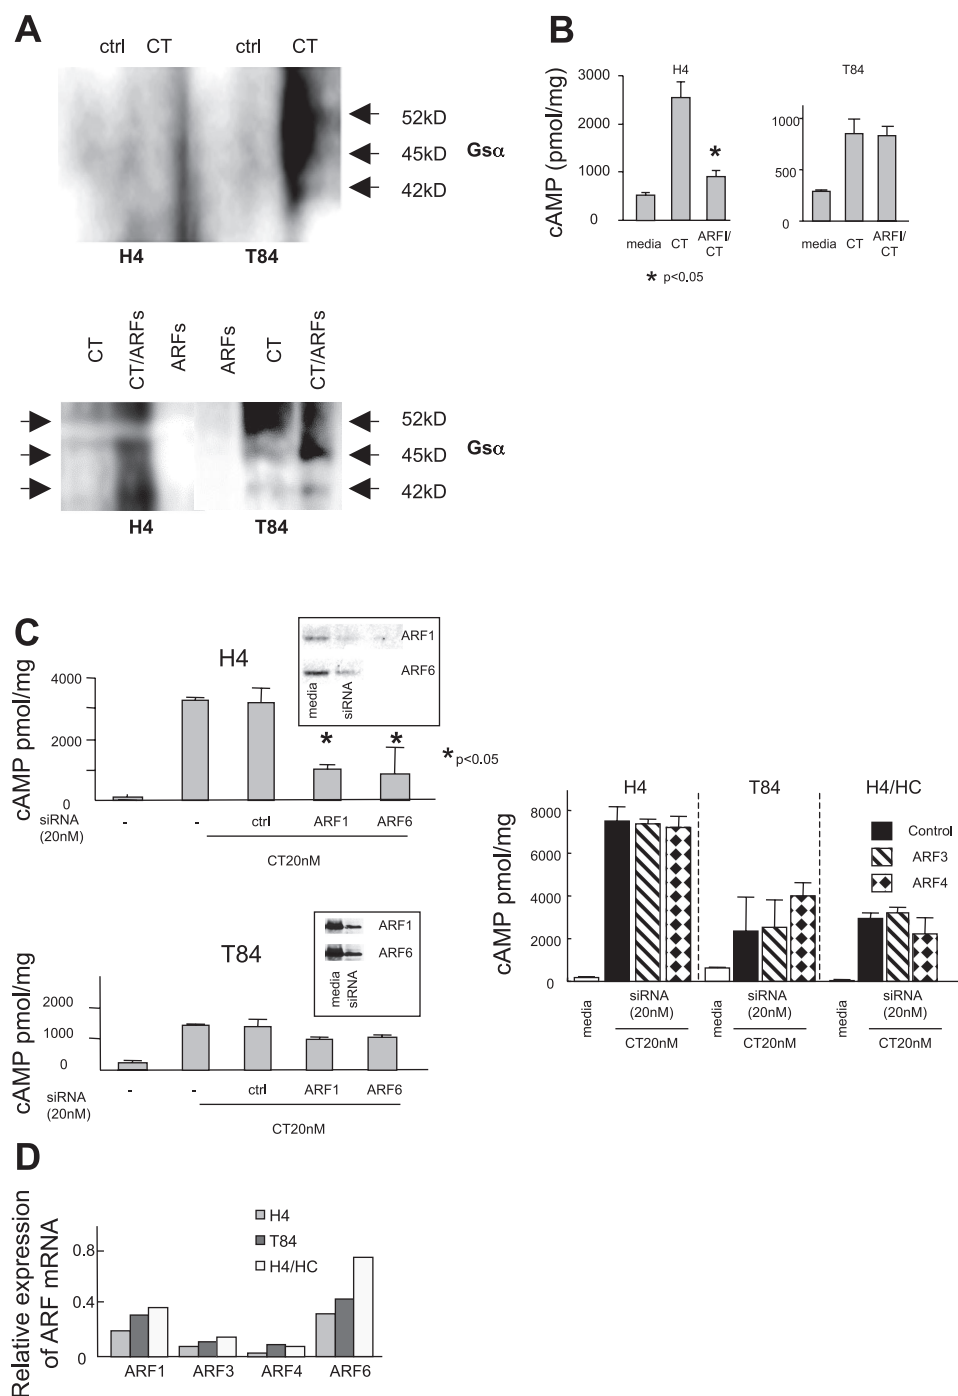 A
ctrl CT ctrl CT
52kD
45kD Gsα
42kD
H4 T84
CT CT/ARFs ARFs ARFs CT CT/ARFs
52kD
45kD Gsα
42kD
H4 T84
B
cAMP (pmol/mg)
H4
3000
2000
1000
0
media CT ARFI/
CT
* p<0.05
T84
1000
500
0
media CT ARFI/
CT
*
C
H4
cAMP pmol/mg
4000
2000
0
ARF1
ARF6
media siRNA
* *
*p<0.05
siRNA
(20nM)
- - ctrl ARF1 ARF6
CT20nM
T84
cAMP pmol/mg
2000
1000
0
ARF1
ARF6
media siRNA
siRNA
(20nM)
- - ctrl ARF1 ARF6
CT20nM
H4 T84 H4/HC
cAMP pmol/mg
8000
6000
4000
2000
0
Control
ARF3
ARF4
media siRNA media siRNA media siRNA
(20nM) (20nM) (20nM)
CT20nM CT20nM CT20nM
D
Relative expression
of ARF mRNA
0.8
0.4
0
H4
T84
H4/HC
ARF1 ARF3 ARF4 ARF6